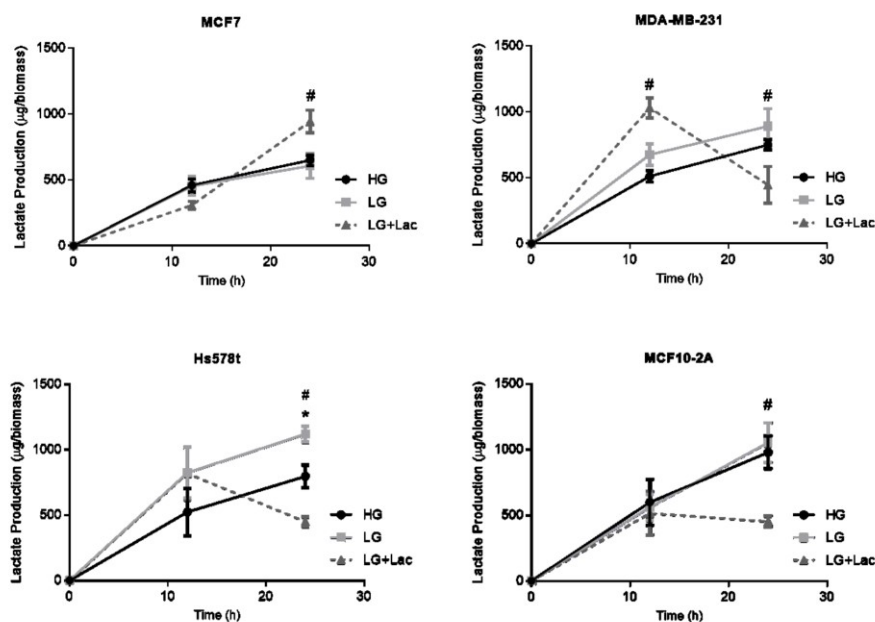 MCF7
Lactate Production (μg/biomass)
1500
1000
500
0
0
10
20
30
Time (h)
#
HG
LG
LG+Lac
MDA-MB-231
Lactate Production (μg/biomass)
1500
1000
500
0
0
10
20
30
Time (h)
#
#
HG
LG
LG+Lac
Hs578t
Lactate Production (μg/biomass)
1500
1000
500
0
0
10
20
30
Time (h)
#
*
HG
LG
LG+Lac
MCF10-2A
Lactate Production (μg/biomass)
1500
1000
500
0
0
10
20
30
Time (h)
#
HG
LG
LG+Lac